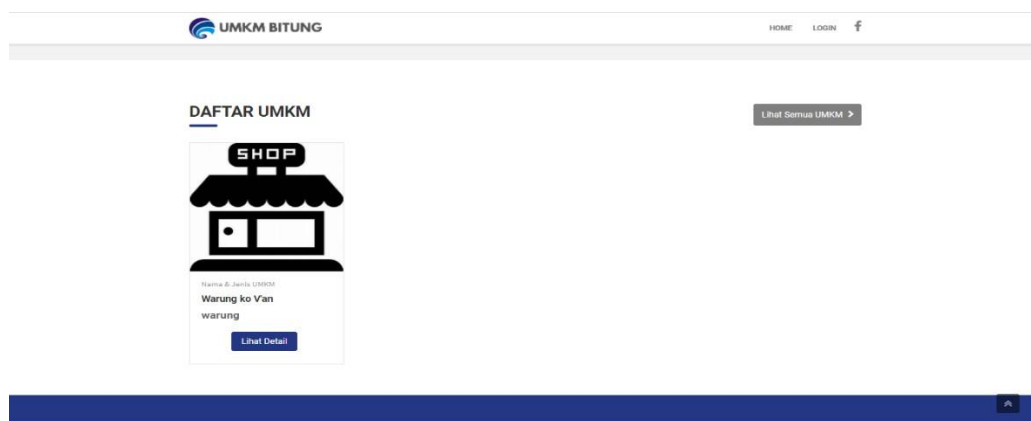 UMKM BITUNG
HOME LOGIN f
DAFTAR UMKM
Lihat Semua UMKM
SHOP
Nama & Jenis UMKM
Warung ko V'an
warung
Lihat Detail